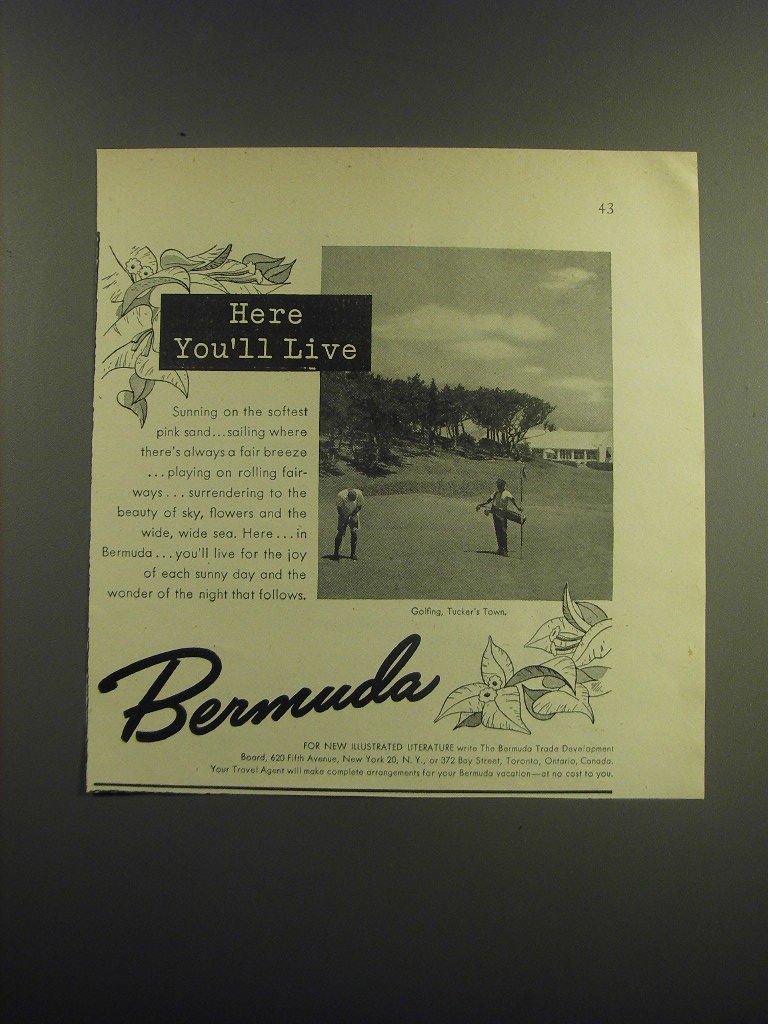 43
Here
You'll Live
Sunning on the softest
pink sand...sailing where
there's always a fair breeze
...playing on rolling fair-
ways... surrendering to the
beauty of sky, flowers and the
wide, wide sea. Here...in
Bermuda...you'll live for the joy
of each sunny day and the
wonder of the night that follows.
Golfing, Tucker's Town.
Bermuda
FOR NEW ILLUSTRATED LITERATURE write The Bermuda Trade Development
Board, 620 Fifth Avenue, New York 20, N. Y., or 372 Bay Street, Toronto, Ontario, Canada.
Your Travel Agent will make complete arrangements for your Bermuda vacation—at no cost to you.